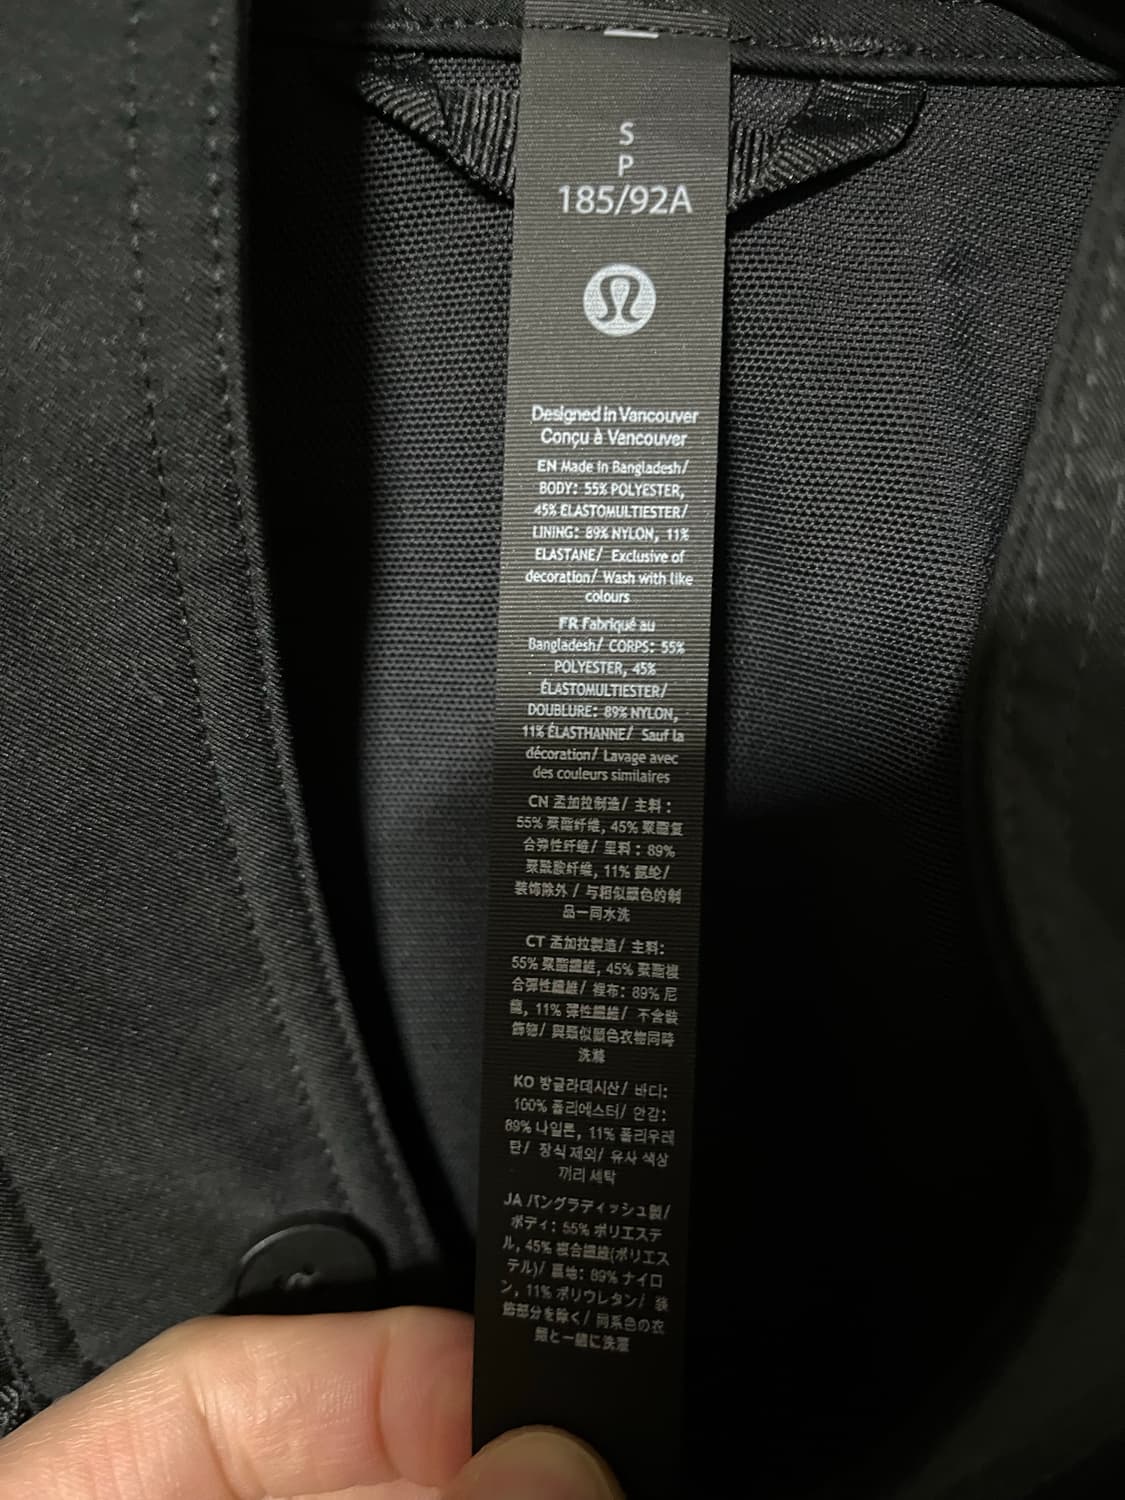 S
P
185/92A
Designed in Vancouver
Conçu à Vancouver
EN Made in Bangladesh/
BODY: 55% POLYESTER,
45% ELASTOMULTIESTER/
LINING: 89% NYLON, 11%
ELASTANE/ Exclusive of
decoration/ Wash with like
colours
FR Fabriqué au
Bangladesh/ CORPS: 55%
POLYESTER, 45%
ÉLASTOMULTIESTER/
DOUBLURE: 89% NYLON,
11% ÉLASTHANNE/ Sauf la
décoration/ Lavage avec
des couleurs similaires
CN 孟加拉制造/ 主料:
55% 聚酯纤维, 45% 聚酯复
合弹性纤维/ 里料: 89%
聚酰胺纤维, 11% 氨纶/
装饰除外 / 与相似颜色的制
品一同水洗
CT 孟加拉製造/ 主料:
55% 聚酯纖維, 45% 聚酯複
合彈性纖維/ 裡布: 89% 尼
龍, 11% 彈性纖維/ 不含裝
飾物/ 與類似顏色衣物同時
洗滌
KO 방글라데시산/ 바디:
100% 폴리에스터/ 안감:
89% 나일론, 11% 폴리우레
탄/ 장식 제외/ 유사 색상
끼리 세탁
JA バングラディッシュ製/
ボディ: 55% ポリエステ
ル, 45% 複合繊維(ポリエス
テル)/ 裏地: 89% ナイロ
ン, 11% ポリウレタン/ 装
飾部分を除く/ 同系色の衣
類と一緒に洗濯